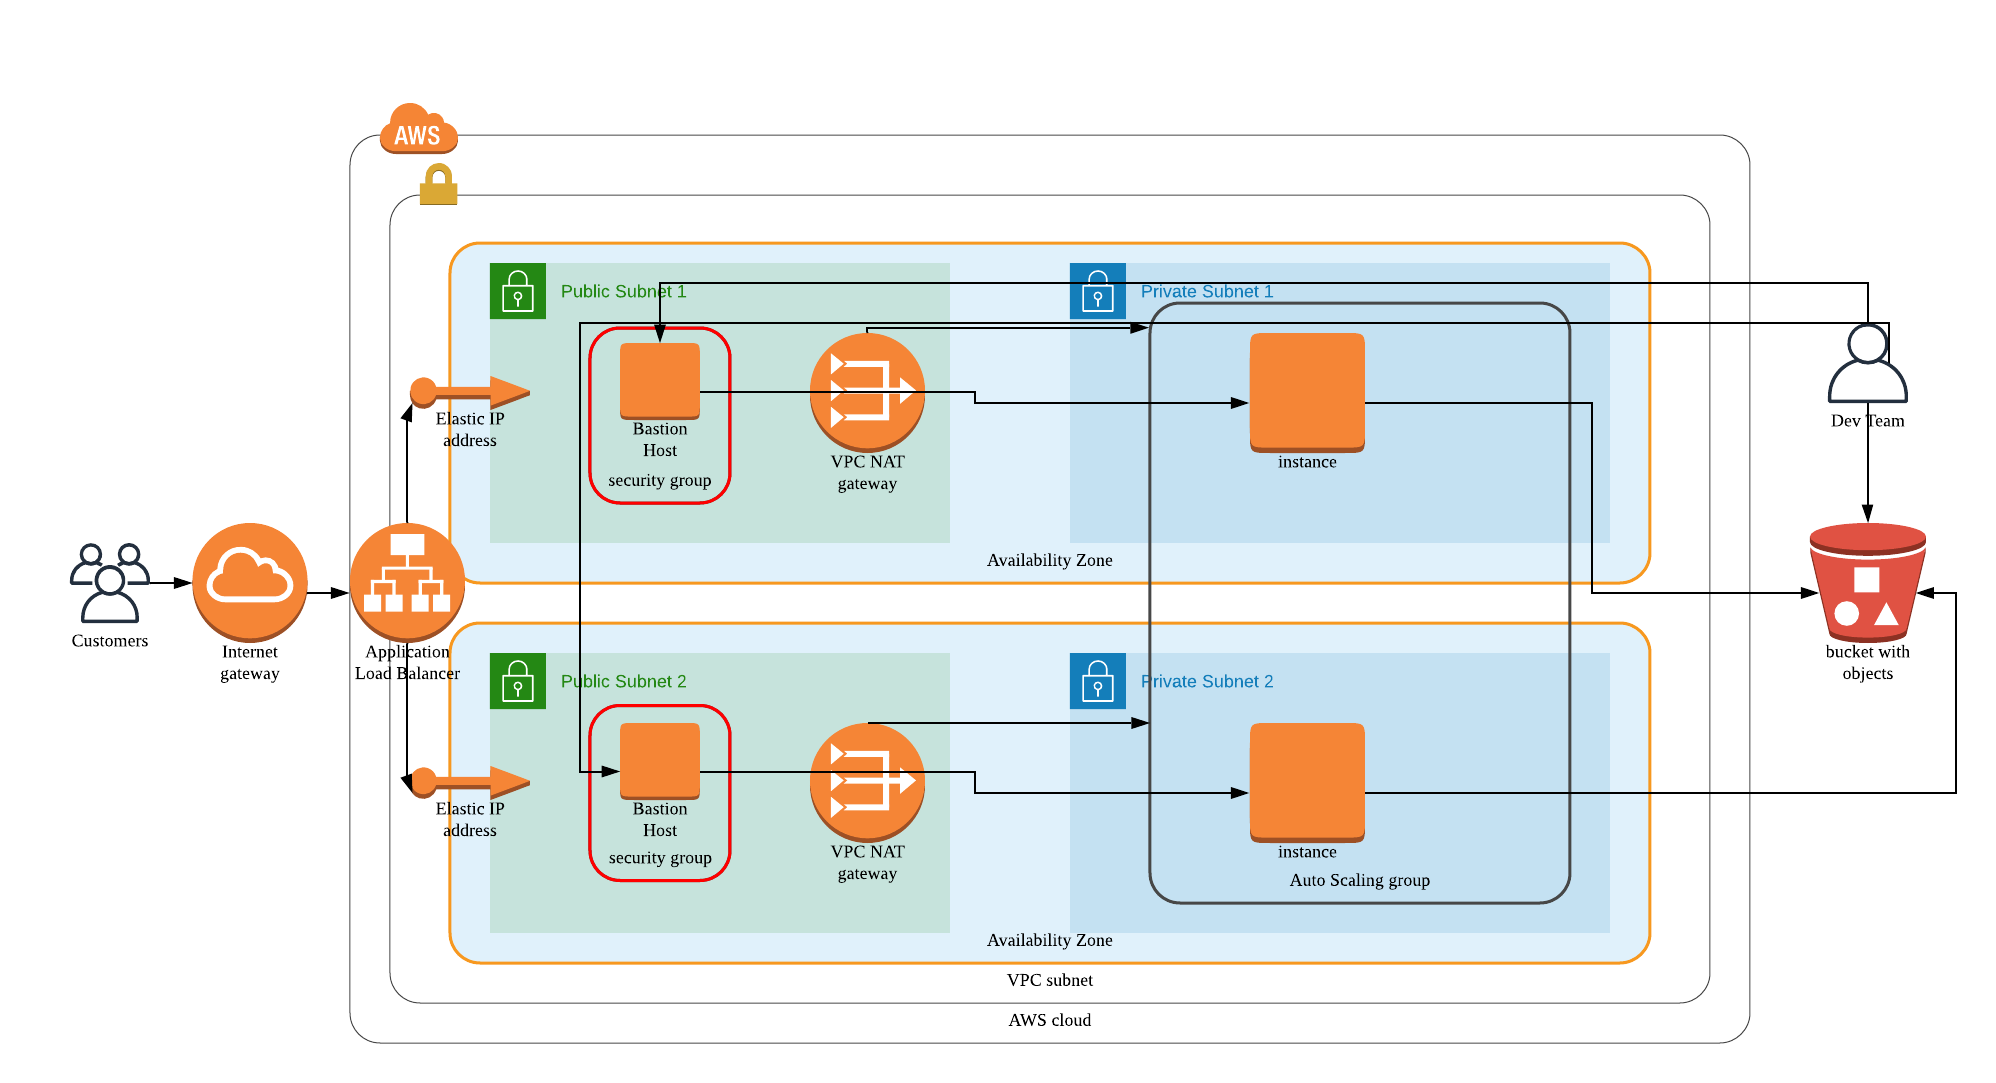 AWS
Public Subnet 1
Private Subnet 1
Elastic IP
address
Bastion
Host
security group
VPC NAT
gateway
instance
Dev Team
Availability Zone
Customers
Internet
gateway
Application
Load Balancer
bucket with
objects
Public Subnet 2
Private Subnet 2
Elastic IP
address
Bastion
Host
security group
VPC NAT
gateway
instance
Auto Scaling group
Availability Zone
VPC subnet
AWS cloud